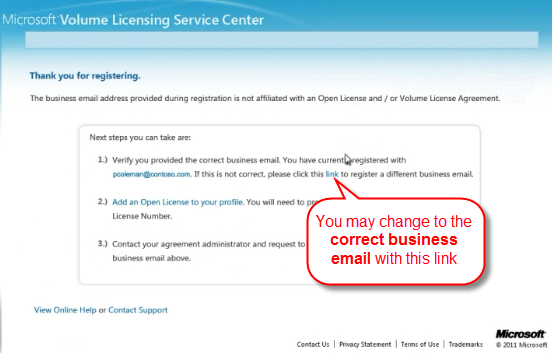 Microsoft Volume Licensing Service Center
Thank you for registering.
The business email address provided during registration is not affiliated with an Open License and / or Volume License Agreement.
Next steps you can take are:
1.) Verify you provided the correct business email. You have current registered with
pcoleman@contoso.com. If this is not correct, please click this link to register a different business email.
2.) Add an Open License to your profile. You will need to
License Number.
3.) Contact your agreement administrator and request to
business email above.
You may change to the
correct business
email with this link
View Online Help or Contact Support
Microsoft
Contact Us | Privacy Statement | Terms of Use | Trademarks © 2011 Microsoft